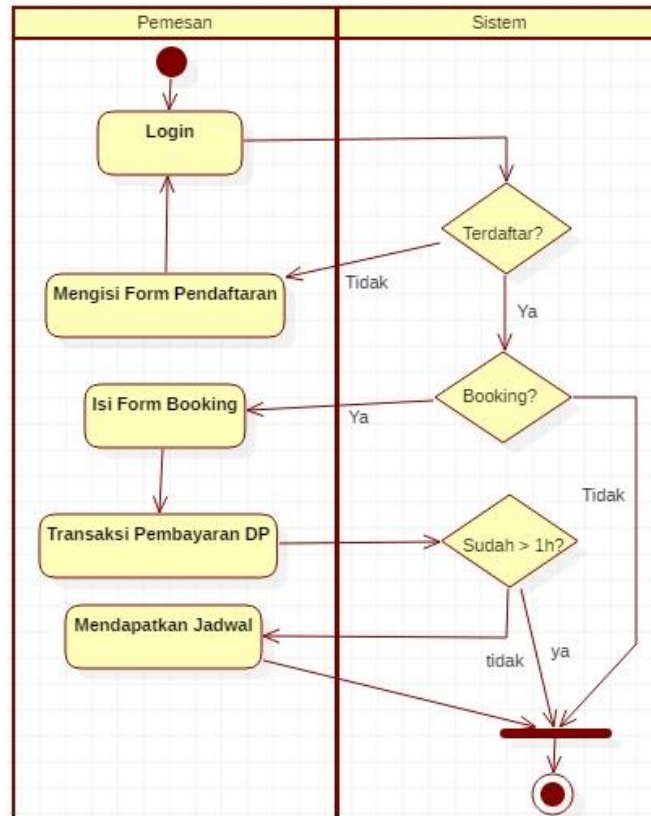 Pemesan
Sistem
Login
Terdaftar?
Tidak
Mengisi Form Pendaftaran
Ya
Booking?
Isi Form Booking
Ya
Tidak
Transaksi Pembayaran DP
Sudah > 1h?
Mendapatkan Jadwal
tidak
ya